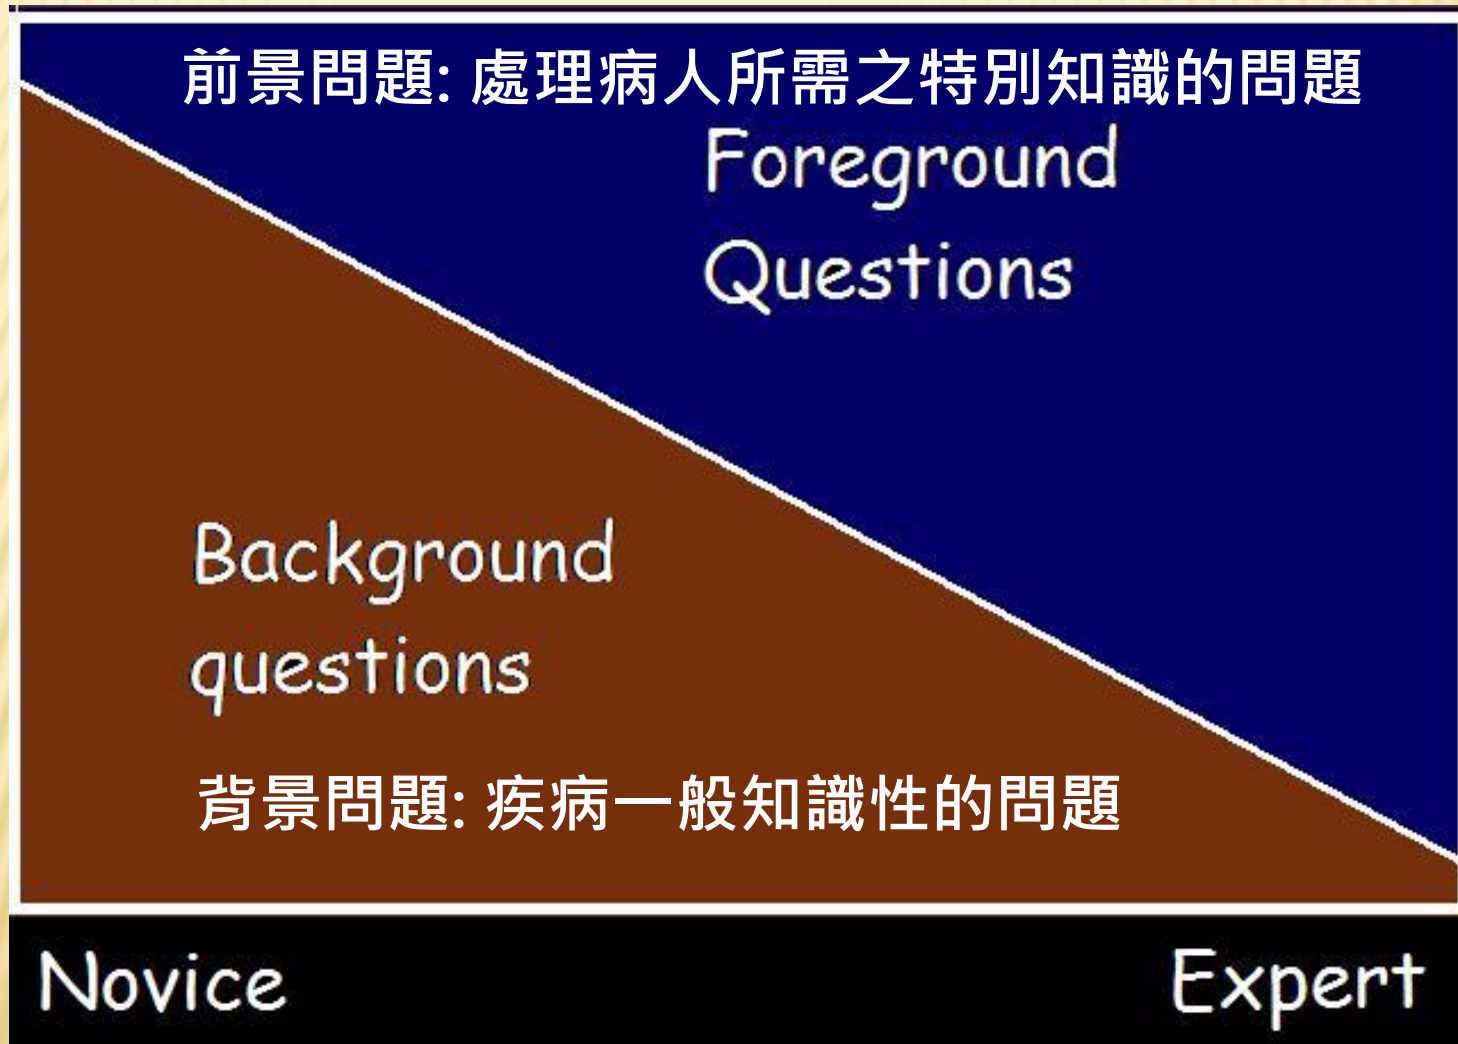 前景問題: 處理病人所需之特別知識的問題
Foreground
Questions
Background
questions
背景問題: 疾病一般知識性的問題
Novice
Expert